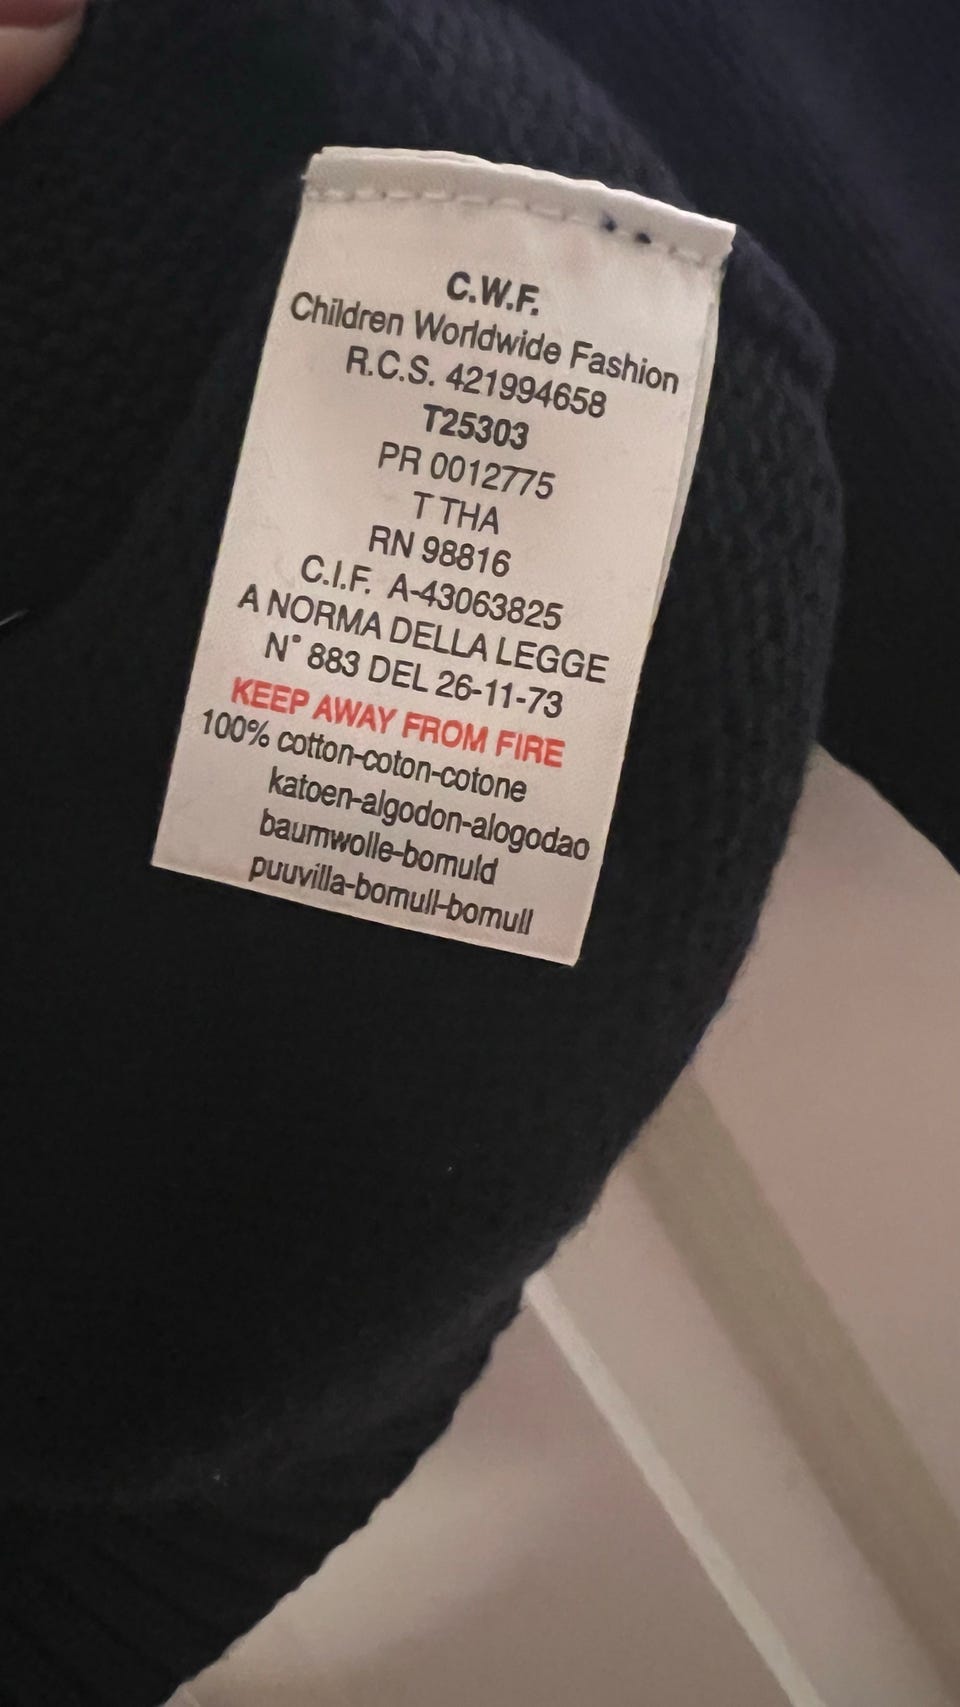 C.W.F.
Children Worldwide Fashion
R.C.S. 421994658
T25303
PR 0012775
T THA
RN 98816
C.I.F. A-43063825
A NORMA DELLA LEGGE
N° 883 DEL 26-11-73
KEEP AWAY FROM FIRE
100% cotton-coton-cotone
katoen-algodon-alogodao
baumwolle-bomuld
puuvilla-bomull-bomull